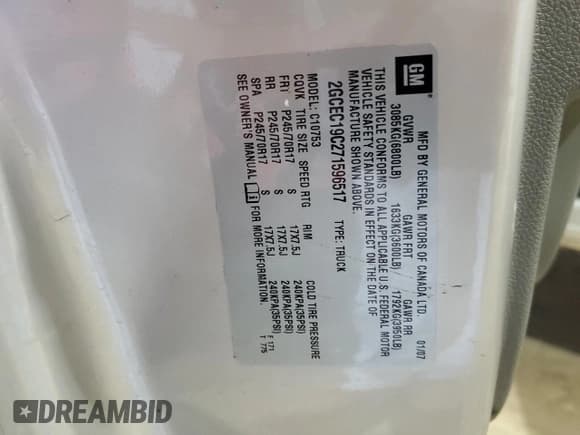 GM
MFD BY GENERAL MOTORS OF CANADA LTD. 01/07
GVWR GAWR FRT GAWR RR
3085KG(6800LB) 1633KG(3600LB) 1792KG(3950LB)
THIS VEHICLE CONFORMS TO ALL APPLICABLE U.S. FEDERAL MOTOR
VEHICLE SAFETY STANDARDS IN EFFECT ON THE DATE OF
MANUFACTURE SHOWN ABOVE.
2GCEC19C271596517 TYPE: TRUCK
MODEL: C10753
CQVK TIRE SIZE SPEED RTG RIM COLD TIRE PRESSURE
FRT P245/70R17 S 17X7.5J 240KPA(35PSI)
RR P245/70R17 S 17X7.5J 240KPA(35PSI)
SPA P245/70R17 S 17X7.5J 240KPA(35PSI)
SEE OWNER'S MANUAL FOR MORE INFORMATION.
F 171
T 775
DREAMBID